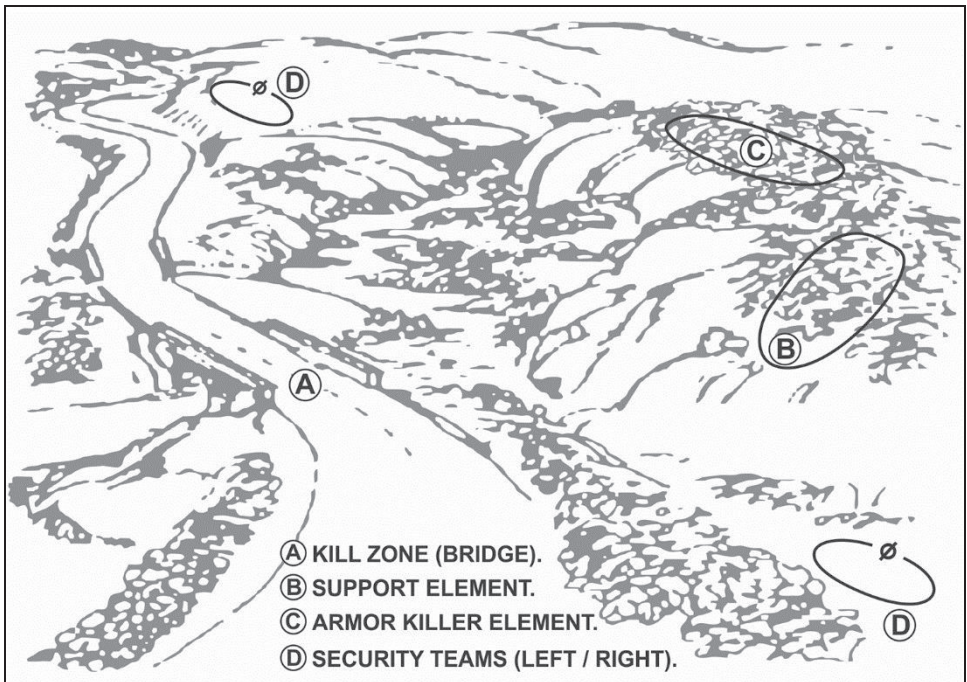 Ø D
C
B
A
Ø
D
A KILL ZONE (BRIDGE).
B SUPPORT ELEMENT.
C ARMOR KILLER ELEMENT.
D SECURITY TEAMS (LEFT / RIGHT).